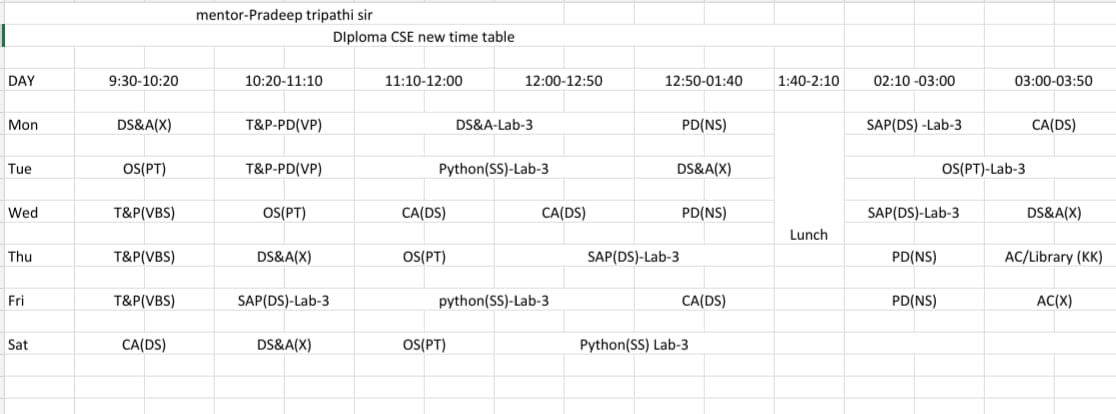 mentor-Pradeep tripathi sir
DIploma CSE new time table
DAY 9:30-10:20 10:20-11:10 11:10-12:00 12:00-12:50 12:50-01:40 1:40-2:10 02:10 -03:00 03:00-03:50
Mon DS&A(X) T&P-PD(VP) DS&A-Lab-3 PD(NS) SAP(DS) -Lab-3 CA(DS)
Tue OS(PT) T&P-PD(VP) Python(SS)-Lab-3 DS&A(X) OS(PT)-Lab-3
Wed T&P(VBS) OS(PT) CA(DS) CA(DS) PD(NS) SAP(DS)-Lab-3 DS&A(X)
Lunch
Thu T&P(VBS) DS&A(X) OS(PT) SAP(DS)-Lab-3 PD(NS) AC/Library (KK)
Fri T&P(VBS) SAP(DS)-Lab-3 python(SS)-Lab-3 CA(DS) PD(NS) AC(X)
Sat CA(DS) DS&A(X) OS(PT) Python(SS) Lab-3